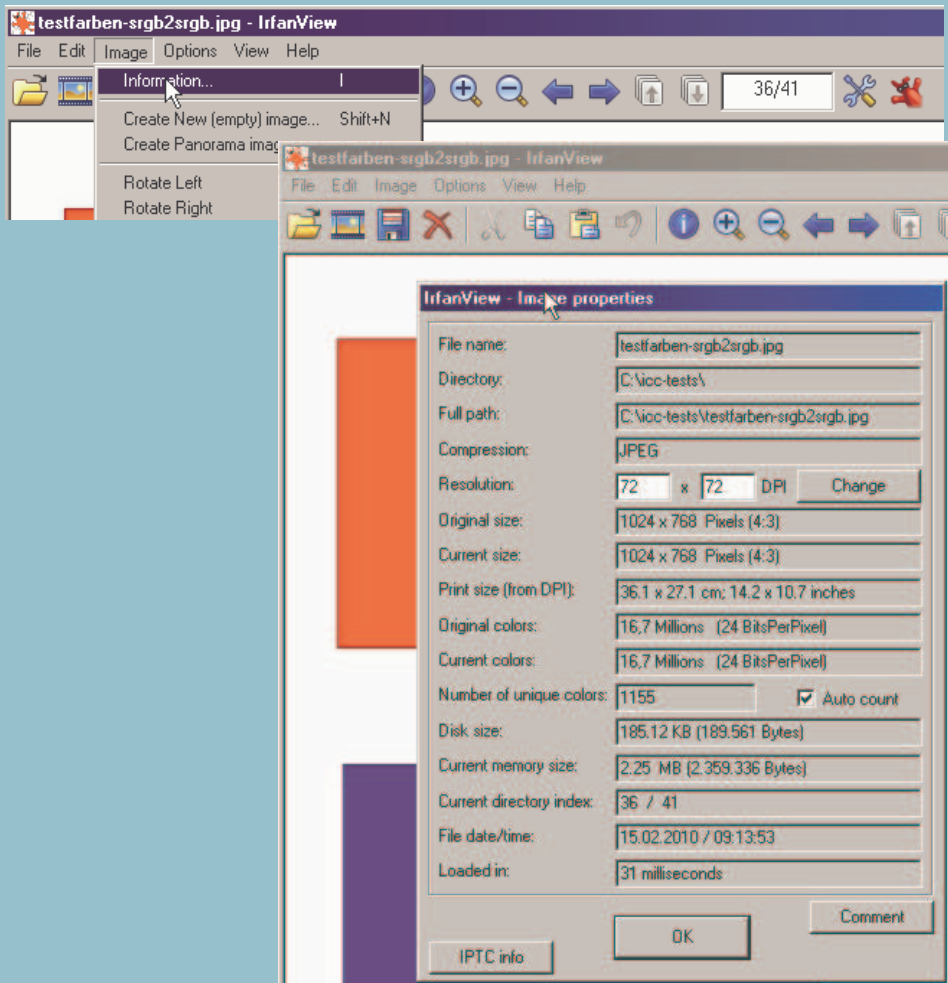 testfarben-srgb2srgb.jpg - IrfanView
File Edit Image Options View Help
Information... I
36/41
Create New (empty) image... Shift+N
Create Panorama imag
Rotate Left
Rotate Right
testfarben-srgb2srgb.jpg - IrfanView
File Edit Image Options View Help
IrfanView - Image properties
File name: testfarben-srgb2srgb.jpg
Directory: C:\icc-tests\
Full path: C:\icc-tests\testfarben-srgb2srgb.jpg
Compression: JPEG
Resolution: 72 x 72 DPI Change
Original size: 1024 x 768 Pixels (4:3)
Current size: 1024 x 768 Pixels (4:3)
Print size (from DPI): 36.1 x 27.1 cm; 14.2 x 10.7 inches
Original colors: 16,7 Millions (24 BitsPerPixel)
Current colors: 16,7 Millions (24 BitsPerPixel)
Number of unique colors: 1155 Auto count
Disk size: 185.12 KB (189.561 Bytes)
Current memory size: 2.25 MB (2.359.336 Bytes)
Current directory index: 36 / 41
File date/time: 15.02.2010 / 09:13:53
Loaded in: 31 milliseconds
Comment
OK
IPTC info